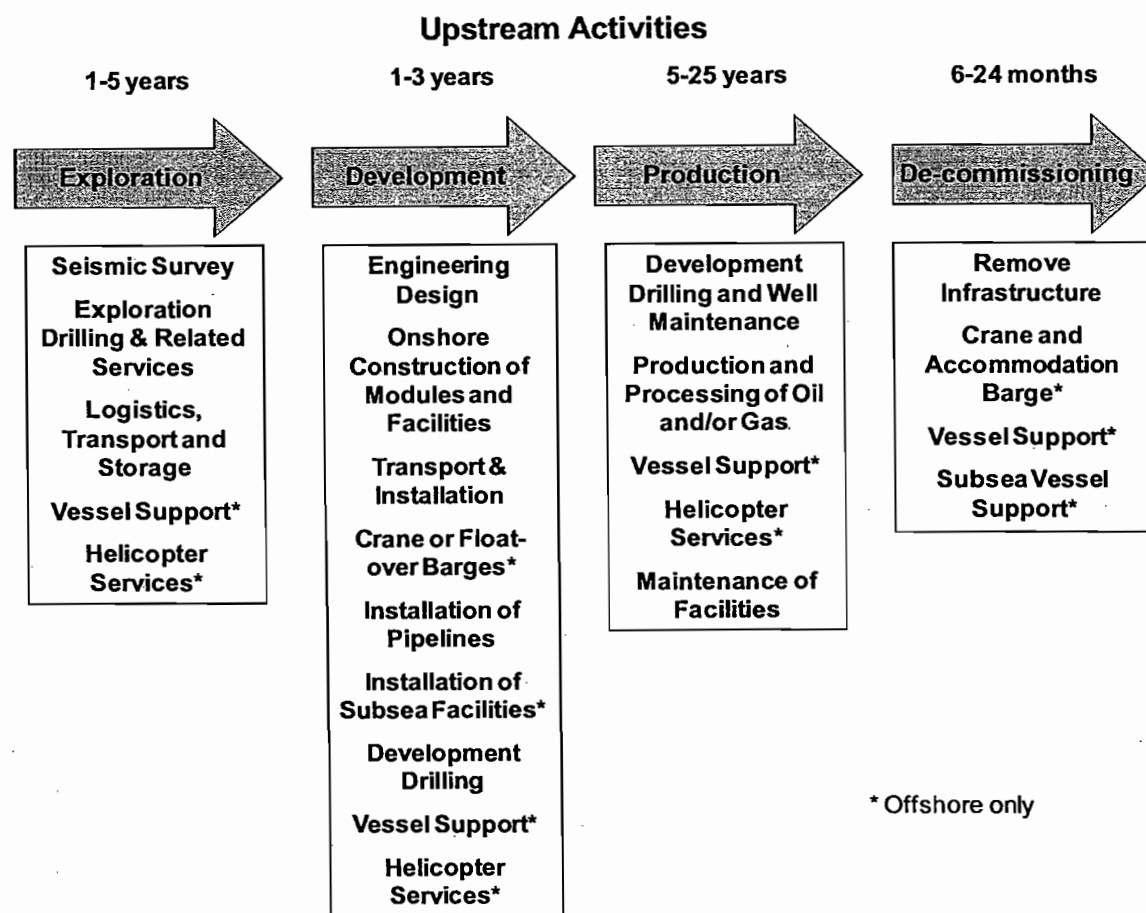 Upstream Activities
1-5 years
1-3 years
5-25 years
6-24 months
Exploration
Development
Production
De-commissioning
Seismic Survey
Exploration
Drilling & Related
Services
Logistics,
Transport and
Storage
Vessel Support*
Helicopter
Services*
Engineering
Design
Onshore
Construction of
Modules and
Facilities
Transport &
Installation
Crane or Float-
over Barges*
Installation of
Pipelines
Installation of
Subsea Facilities*
Development
Drilling
Vessel Support*
Helicopter
Services*
Development
Drilling and Well
Maintenance
Production and
Processing of Oil
and/or Gas
Vessel Support*
Helicopter
Services*
Maintenance of
Facilities
Remove
Infrastructure
Crane and
Accommodation
Barge*
Vessel Support*
Subsea Vessel
Support*
* Offshore only